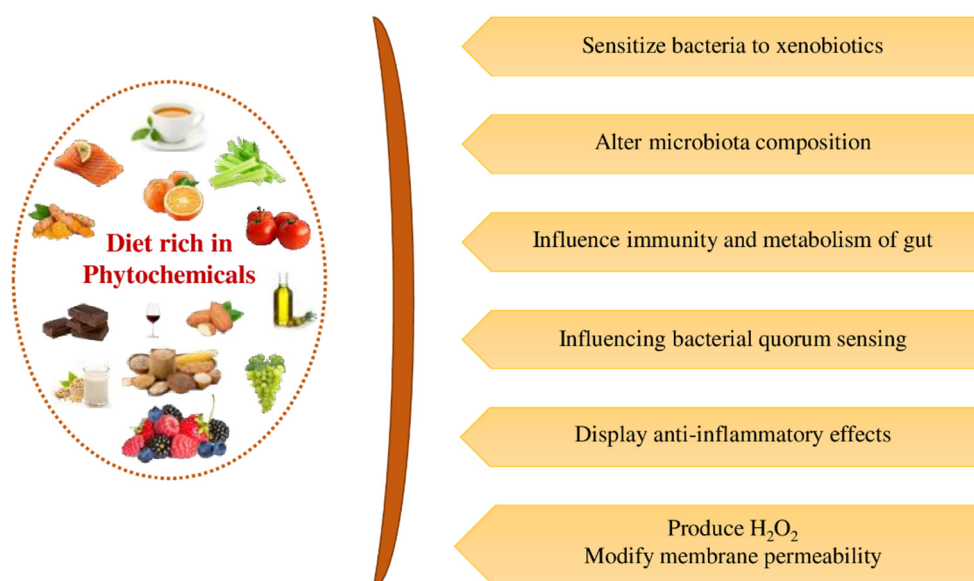 Diet rich in
Phytochemicals
Sensitize bacteria to xenobiotics
Alter microbiota composition
Influence immunity and metabolism of gut
Influencing bacterial quorum sensing
Display anti-inflammatory effects
Produce H₂O₂
Modify membrane permeability